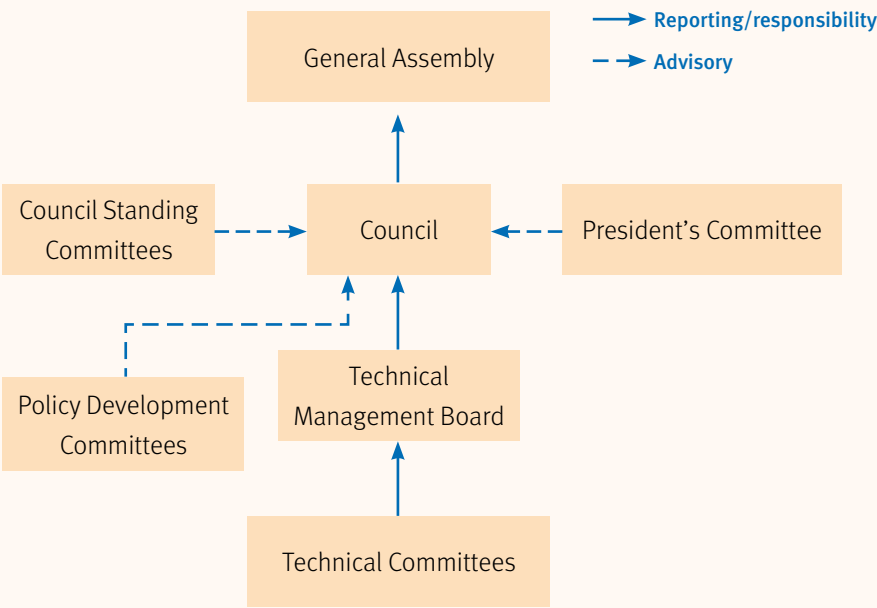 General Assembly
Reporting/responsibility
Advisory
Council Standing
Committees
Council
President's Committee
Policy Development
Committees
Technical
Management Board
Technical Committees